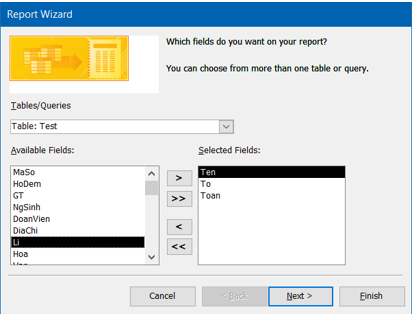 Report Wizard
Which fields do you want on your report?
You can choose from more than one table or query.
Tables/Queries
Table: Test
Available Fields:
MaSo
HoDem
GT
NgSinh
DoanVien
DiaChi
Li
Hoa
>
>>
<
<<
Selected Fields:
Ten
To
Toan
Cancel
< Back
Next >
Finish